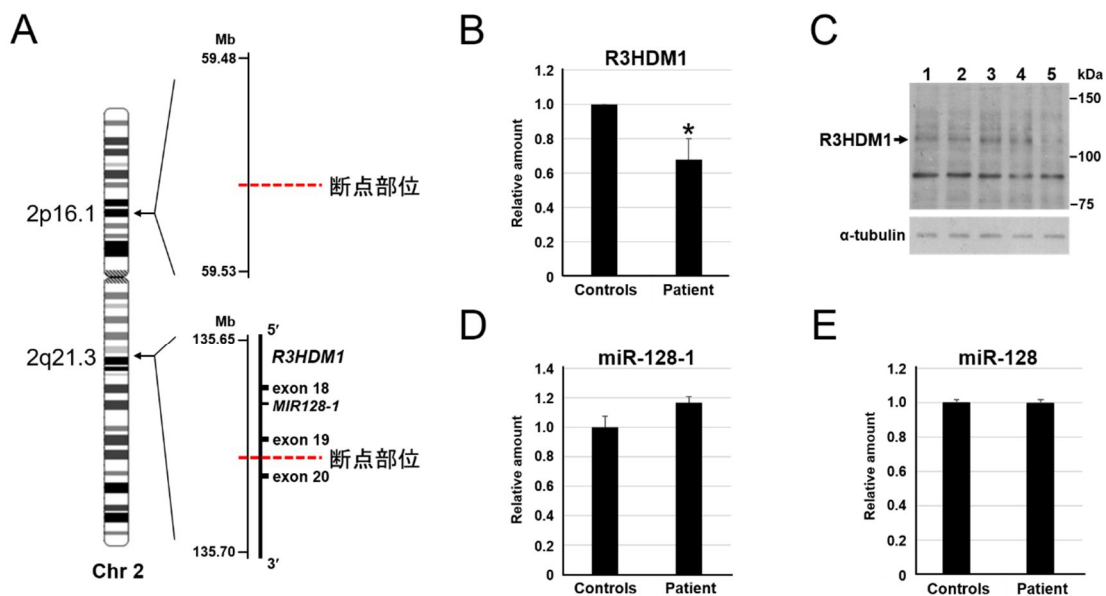 A
Mb
59.48
断点部位
2p16.1
59.53
Mb
135.65
5′
2q21.3
R3HDM1
exon 18
MIR128-1
exon 19
断点部位
exon 20
135.70
3′
Chr 2
B
R3HDM1
Relative amount
1.2
1.0
0.8
0.6
0.4
0.2
0
*
Controls
Patient
C
1 2 3 4 5 kDa
–150
R3HDM1
–100
–75
α-tubulin
D
miR-128-1
Relative amount
1.4
1.2
1.0
0.8
0.6
0.4
0.2
0
Controls
Patient
E
miR-128
Relative amount
1.2
1.0
0.8
0.6
0.4
0.2
0
Controls
Patient